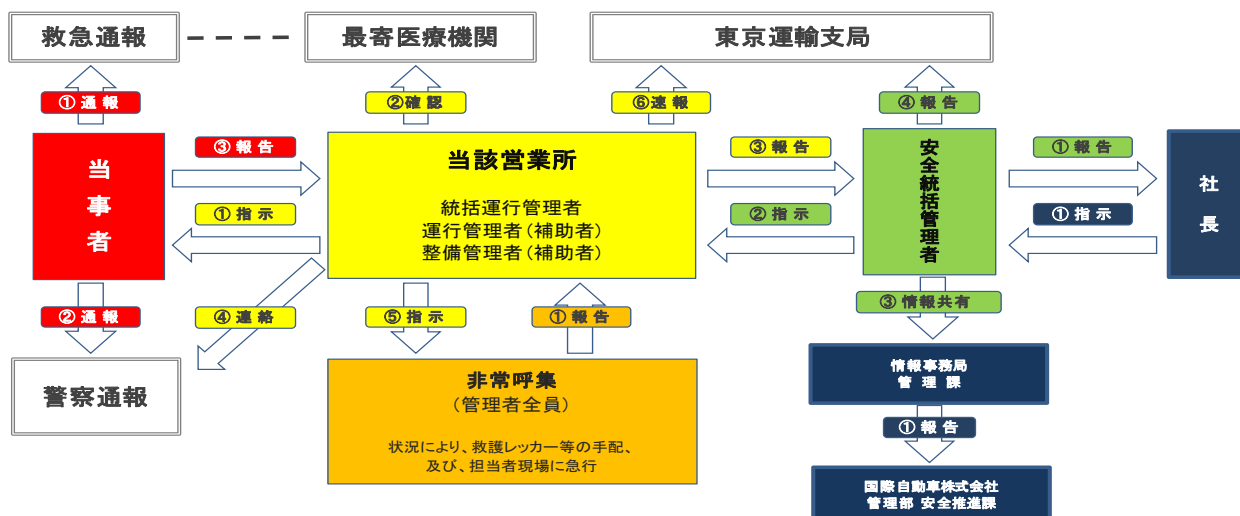 救急通報
最寄医療機関
東京運輸支局
①通報
②確認
⑥速報
④報告
当事者
③報告
①指示
当該営業所
統括運行管理者
運行管理者(補助者)
整備管理者(補助者)
③報告
②指示
安全統括管理者
①報告
①指示
社長
②通報
④連絡
⑤指示
①報告
③情報共有
警察通報
非常呼集
(管理者全員)
状況により、救護レッカー等の手配、
及び、担当者現場に急行
情報事務局
管理課
①報告
国際自動車株式会社
管理部 安全推進課